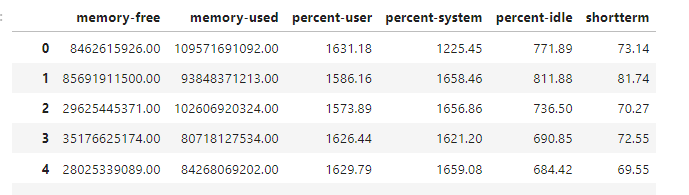 memory-free memory-used percent-user percent-system percent-idle shortterm
0 8462615926.00 109571691092.00 1631.18 1225.45 771.89 73.14
1 85691911500.00 93848371213.00 1586.16 1658.46 811.88 81.74
2 29625445371.00 102606920324.00 1573.89 1656.86 736.50 70.27
3 35176625174.00 80718127534.00 1626.44 1621.20 690.85 72.55
4 28025339089.00 84268069202.00 1629.79 1659.08 684.42 69.55